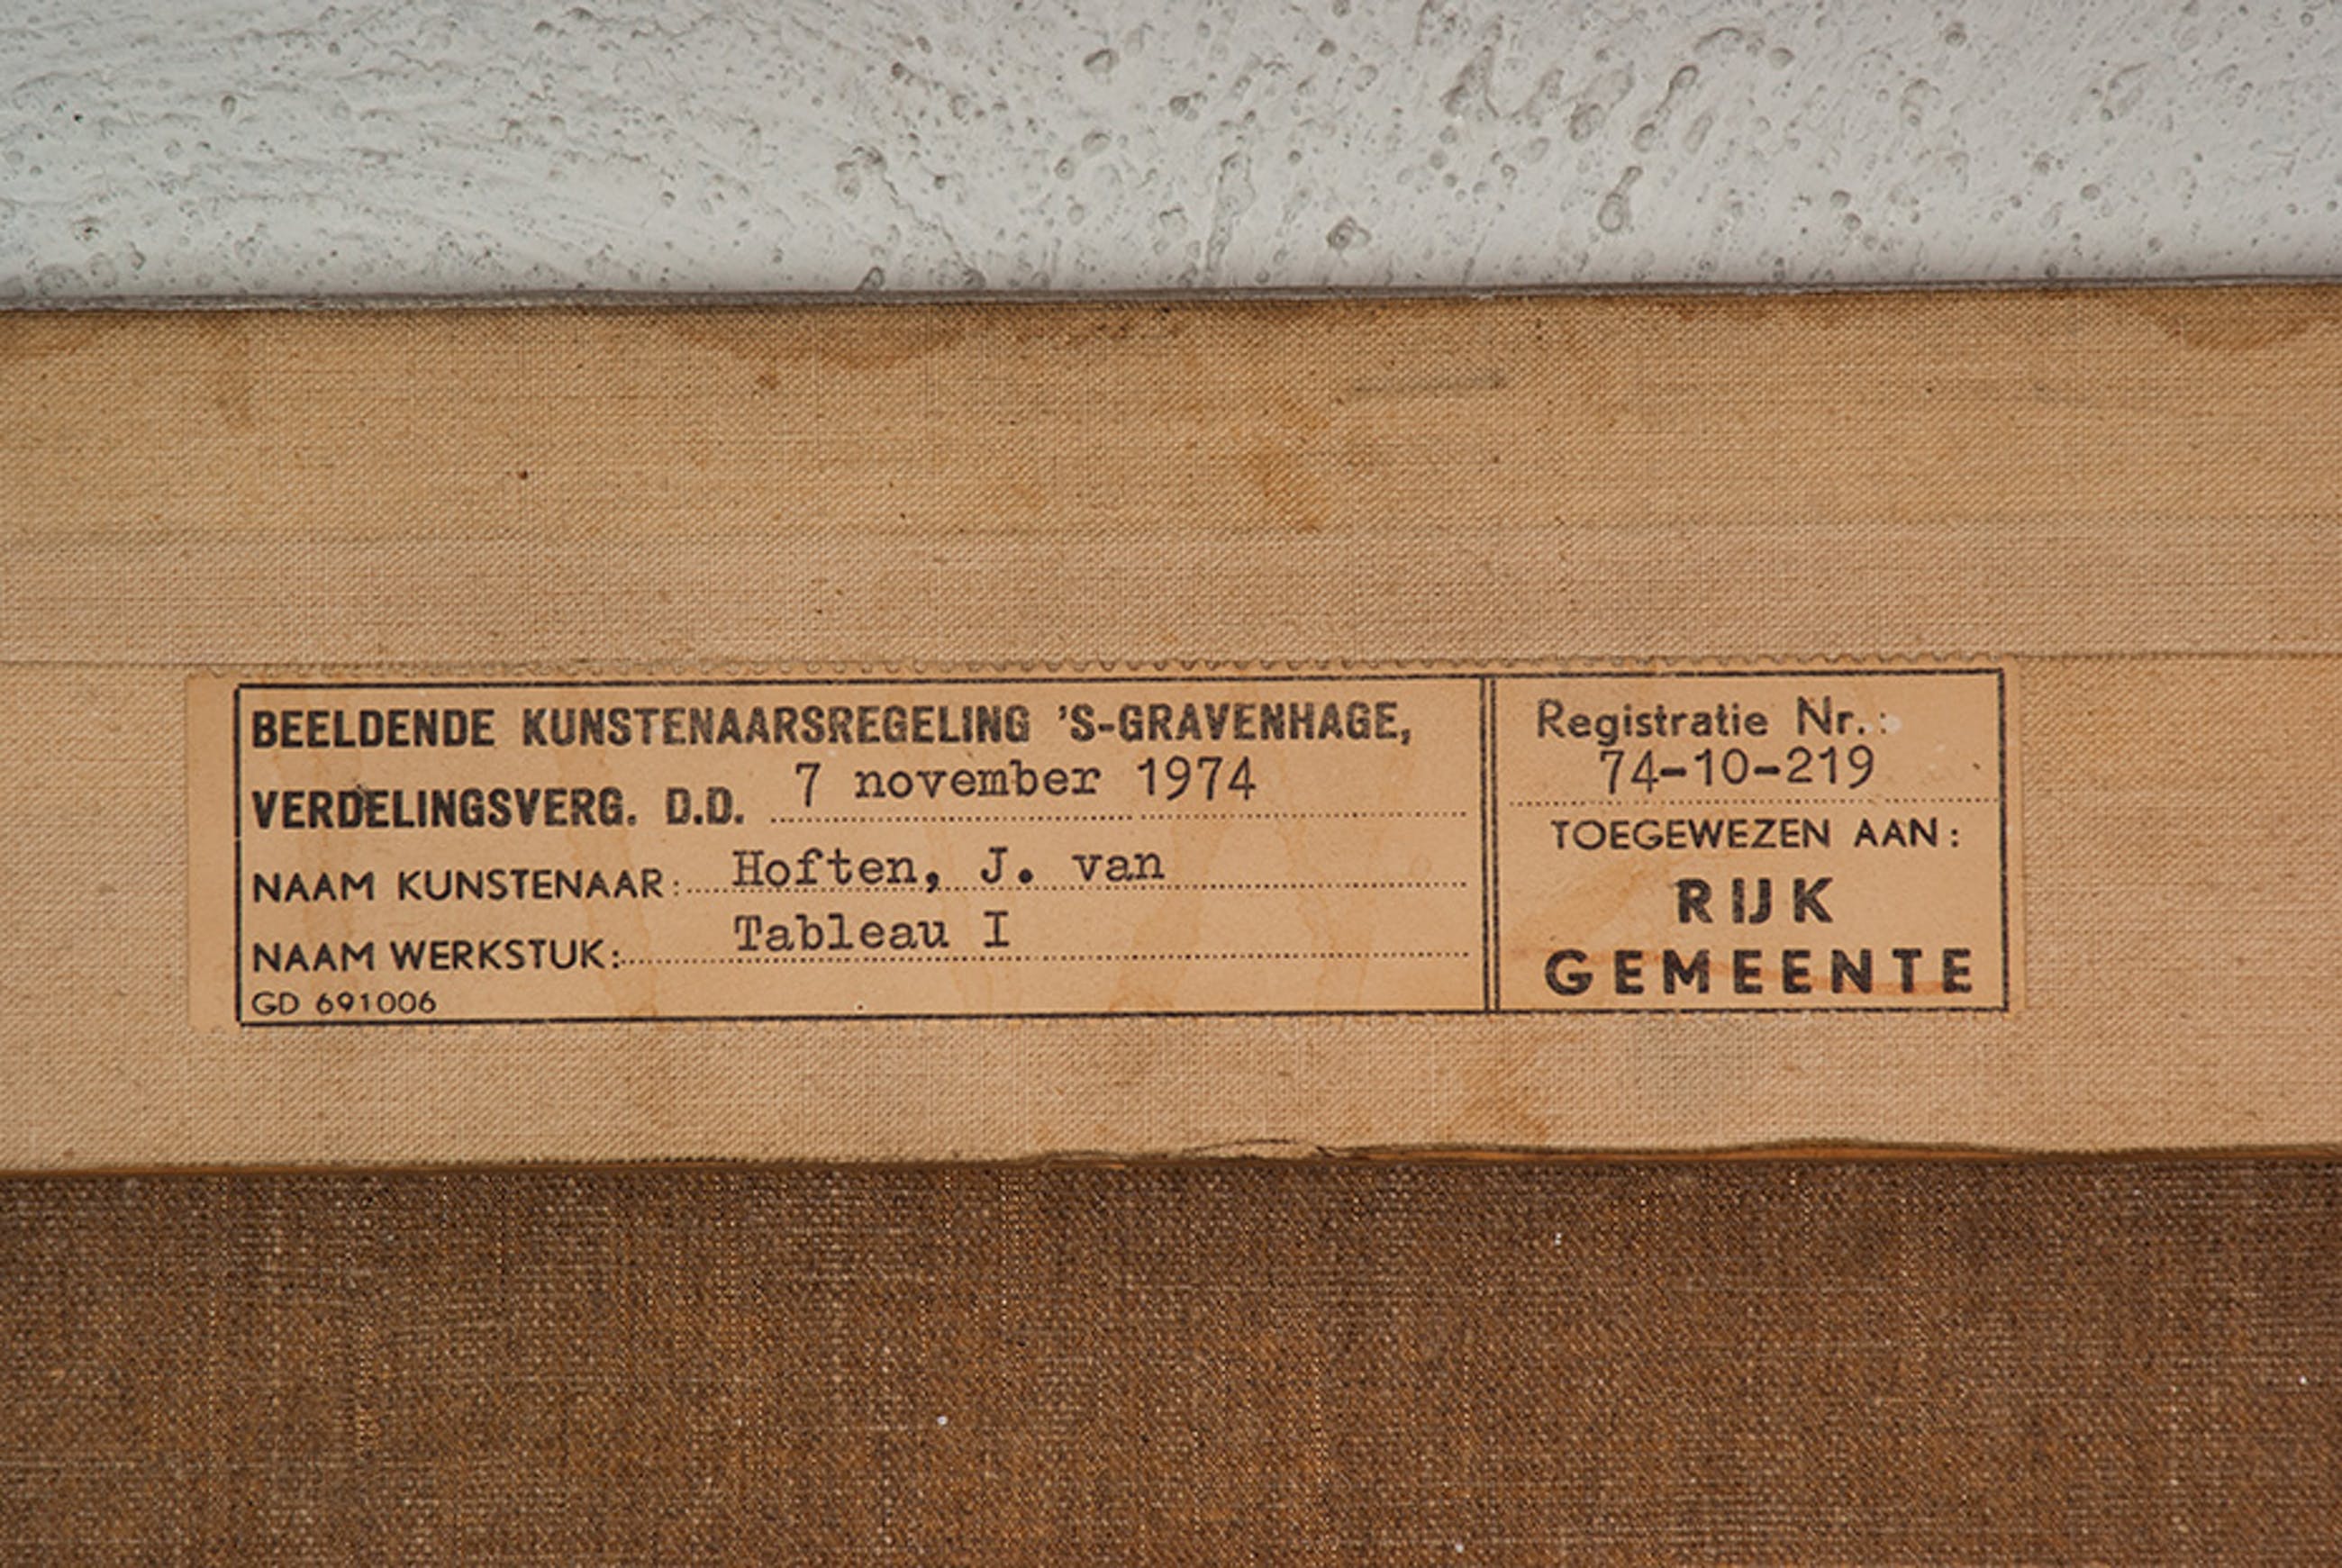 BEELDENDE KUNSTENAARSREGELING 'S-GRAVENHAGE,
VERDELINGSVERG. D.D. 7 november 1974
NAAM KUNSTENAAR: Hoften, J. van
NAAM WERKSTUK: Tableau I
GD 691006
Registratie Nr.:
74-10-219
TOEGEWEZEN AAN:
RIJK
GEMEENTE